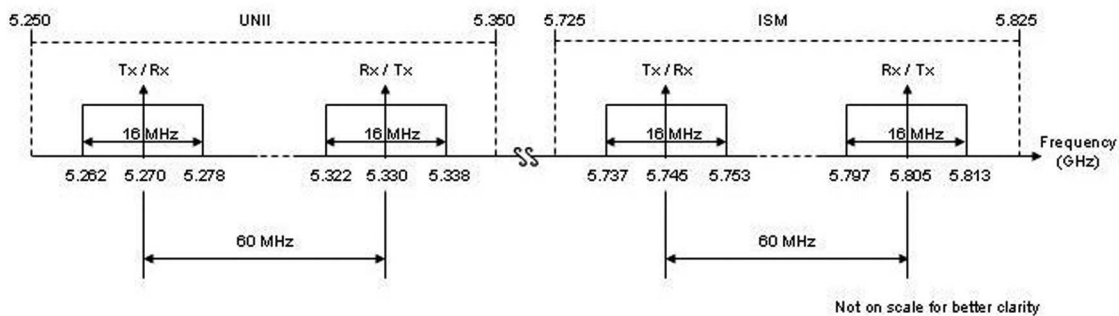 5.250 UNII 5.350 5.725 ISM 5.825
Tx / Rx Rx / Tx Tx / Rx Rx / Tx
16 MHz 16 MHz 16 MHz 16 MHz
Frequency
(GHz)
5.262 5.270 5.278 5.322 5.330 5.338 5.737 5.745 5.753 5.797 5.805 5.813
60 MHz 60 MHz
Not on scale for better clarity